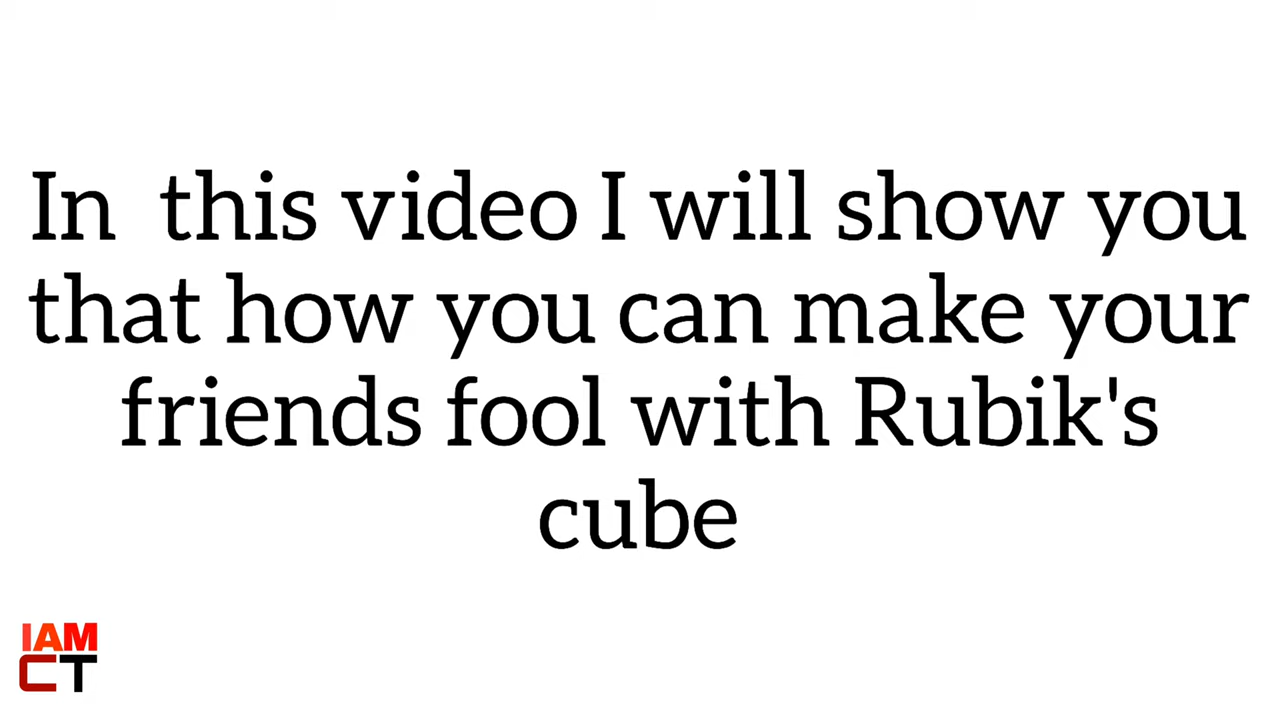 In  this video I will show you
that how you can make your
friends fool with Rubik's
cube
IAM
CT